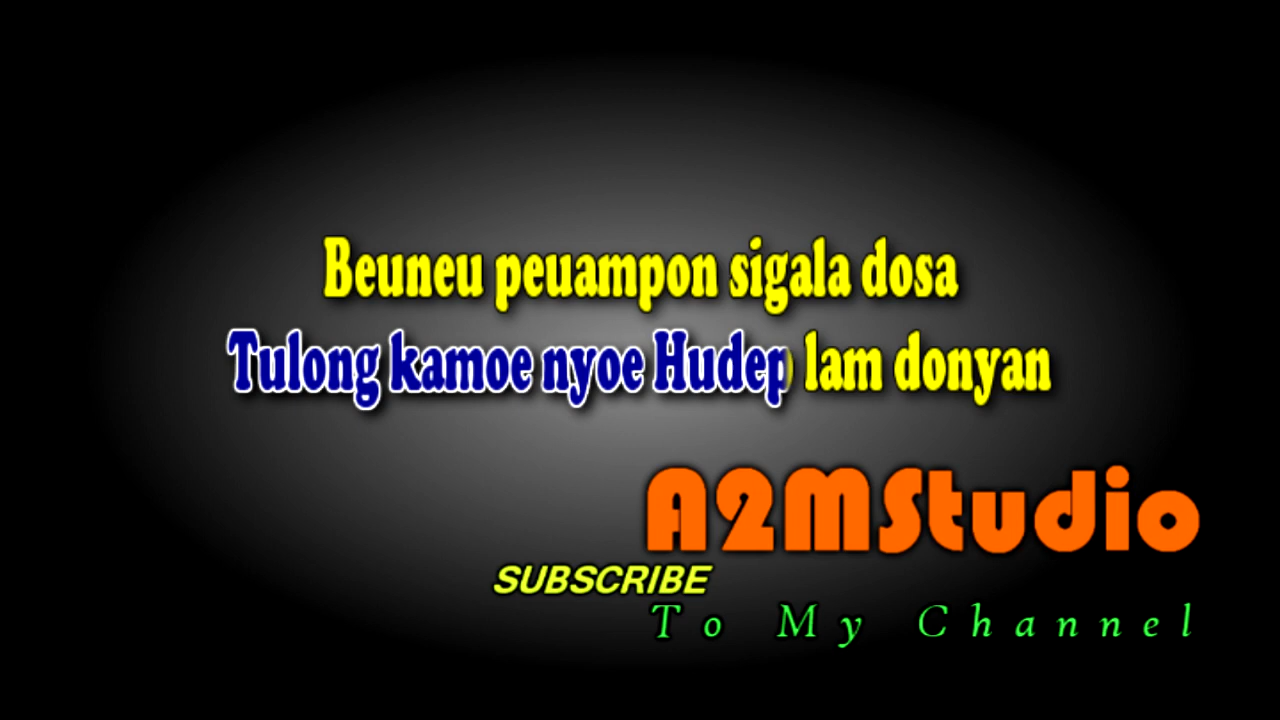 Beuneu peuampon sigala dosa
Tulong kamoe nyoe Hudep lam donyan
A2MStudio
SUBSCRIBE
To My Channel